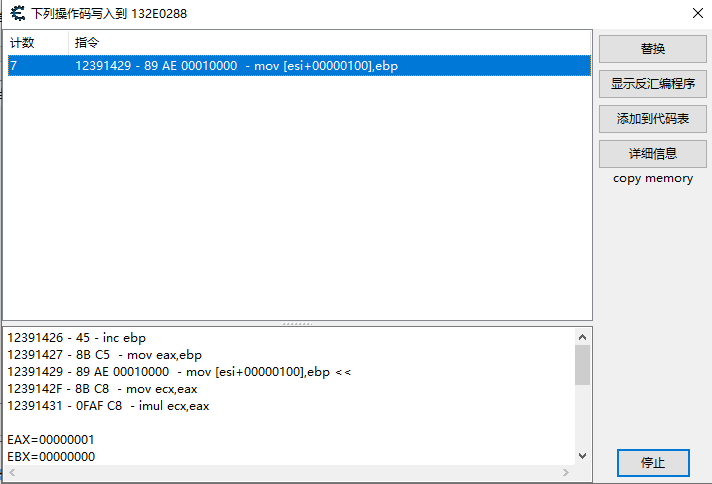 下列操作码写入到 132E0288
计数 指令
7 12391429 - 89 AE 00010000 - mov [esi+00000100],ebp
替换
显示反汇编程序
添加到代码表
详细信息
copy memory
12391426 - 45 - inc ebp
12391427 - 8B C5 - mov eax,ebp
12391429 - 89 AE 00010000 - mov [esi+00000100],ebp <<
1239142F - 8B C8 - mov ecx,eax
12391431 - 0FAF C8 - imul ecx,eax
EAX=00000001
EBX=00000000
停止